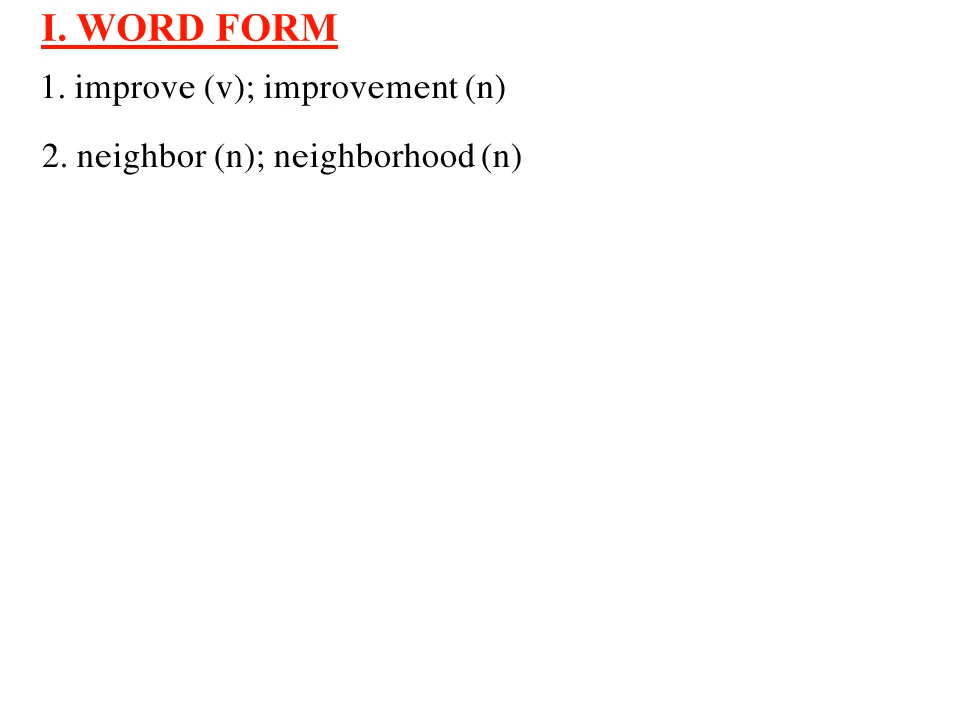 I. WORD FORM
1. improve (v); improvement (n)
2. neighbor (n); neighborhood (n)